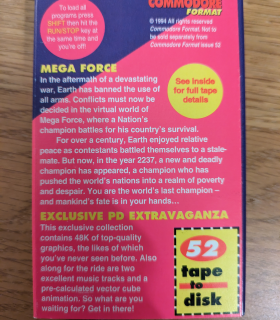 COMMODORE
FORMAT
To load all
programs press
SHIFT then hit the
RUN/STOP key at
the same time and
you're off!
© 1994 All rights reserved
Commodore Format. Not to
be sold separately from
Commodore Format issue 52
MEGA FORCE
In the aftermath of a devastating
war, Earth has banned the use of
all arms. Conflicts must now be
decided in the virtual world of
Mega Force, where a Nation's
champion battles for his country's survival.
For over a century, Earth enjoyed relative
peace as contestants battled themselves to a stale-
mate. But now, in the year 2237, a new and deadly
champion has appeared, a champion who has
pushed the world's nations into a realm of poverty
and despair. You are the world's last champion –
and mankind's fate is in your hands...
See inside
for full tape
details
EXCLUSIVE PD EXTRAVAGANZA
This exclusive collection
contains 48K of top-quality
graphics, the likes of which
you've never seen before. Also
along for the ride are two
excellent music tracks and a
pre-calculated vector cube
animation. So what are you
waiting for? Get in there!
52
tape
to
disk